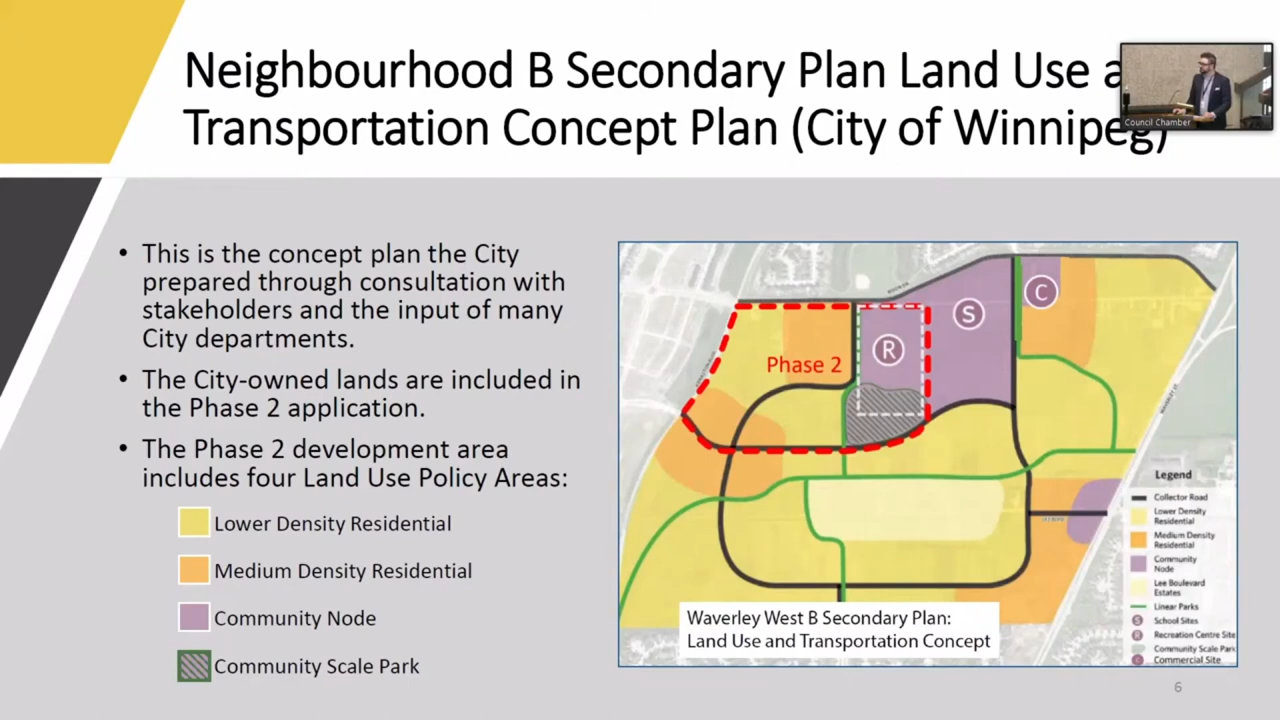 Neighbourhood B Secondary Plan Land Use
Transportation Concept Plan (City of Winnipeg)
Council Chamber
• This is the concept plan the City
prepared through consultation with
stakeholders and the input of many
City departments.
• The City-owned lands are included in
the Phase 2 application.
• The Phase 2 development area
includes four Land Use Policy Areas:
Lower Density Residential
Medium Density Residential
Community Node
Community Scale Park
Phase 2
R
S
C
Waverley West B Secondary Plan:
Land Use and Transportation Concept
Legend
Collector Road
Lower Density
Residential
Medium Density
Residential
Community
Node
Lee Boulevard
Estates
Linear Parks
S School Sites
R Recreation Centre Site
Community Scale Park
C Commercial Site
6